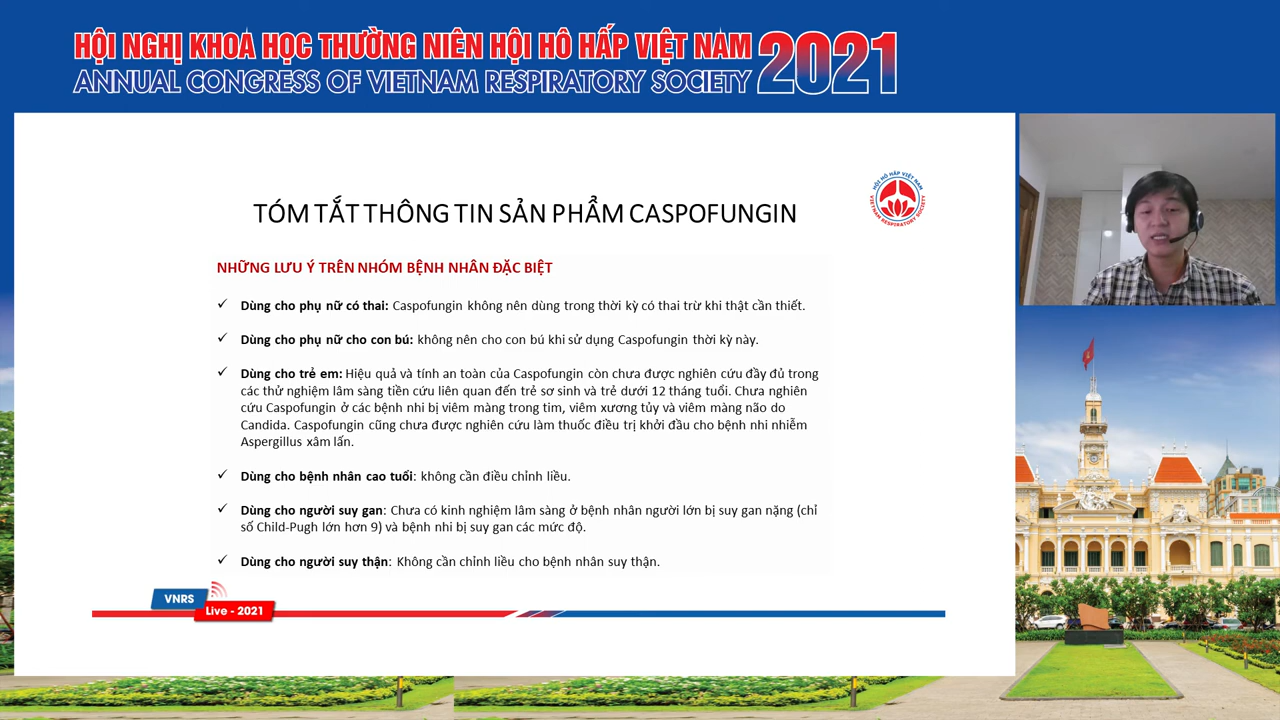 HỘI NGHỊ KHOA HỌC THƯỜNG NIÊN HỘI HÔ HẤP VIỆT NAM 2021
ANNUAL CONGRESS OF VIETNAM RESPIRATORY SOCIETY
HỘI HÔ HẤP VIỆT NAM
VIETNAM RESPIRATORY SOCIETY
TÓM TẮT THÔNG TIN SẢN PHẨM CASPOFUNGIN
NHỮNG LƯU Ý TRÊN NHÓM BỆNH NHÂN ĐẶC BIỆT
✓ Dùng cho phụ nữ có thai: Caspofungin không nên dùng trong thời kỳ có thai trừ khi thật cần thiết.
✓ Dùng cho phụ nữ cho con bú: không nên cho con bú khi sử dụng Caspofungin thời kỳ này.
✓ Dùng cho trẻ em: Hiệu quả và tính an toàn của Caspofungin còn chưa được nghiên cứu đầy đủ trong
các thử nghiệm lâm sàng tiền cứu liên quan đến trẻ sơ sinh và trẻ dưới 12 tháng tuổi. Chưa nghiên
cứu Caspofungin ở các bệnh nhi bị viêm màng trong tim, viêm xương tủy và viêm màng não do
Candida. Caspofungin cũng chưa được nghiên cứu làm thuốc điều trị khởi đầu cho bệnh nhi nhiễm
Aspergillus xâm lấn.
✓ Dùng cho bệnh nhân cao tuổi: không cần điều chỉnh liều.
✓ Dùng cho người suy gan: Chưa có kinh nghiệm lâm sàng ở bệnh nhân người lớn bị suy gan nặng (chỉ
số Child-Pugh lớn hơn 9) và bệnh nhi bị suy gan các mức độ.
✓ Dùng cho người suy thận: Không cần chỉnh liều cho bệnh nhân suy thận.
VNRS
Live - 2021